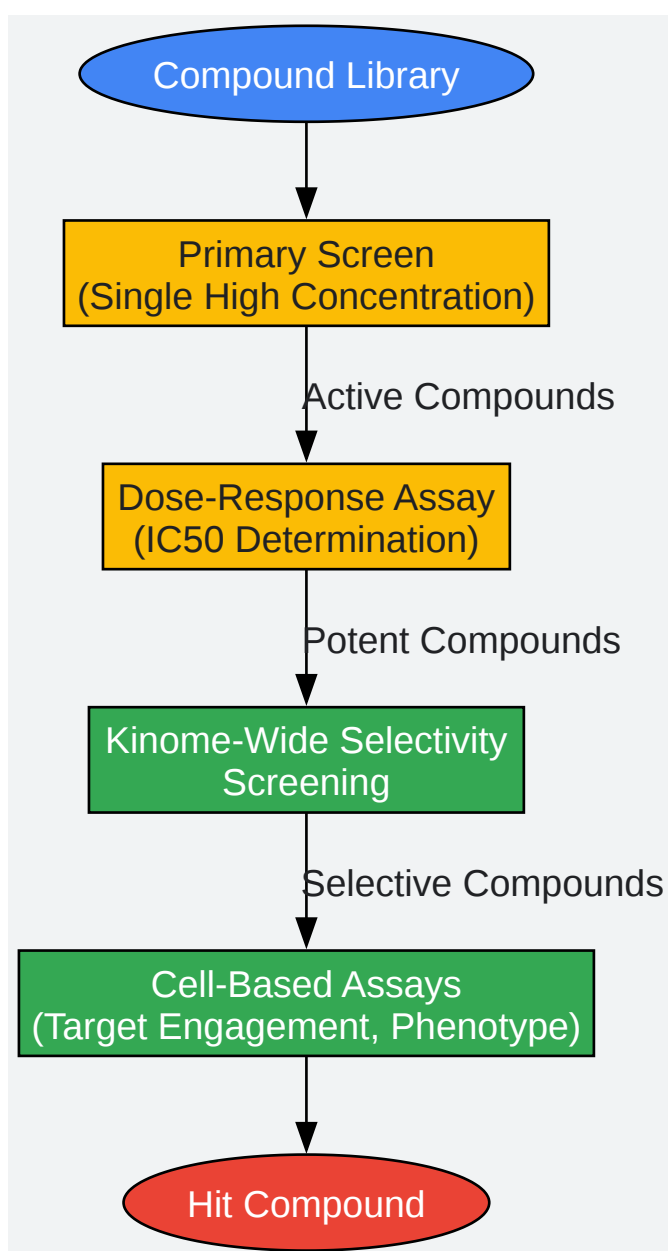 Compound Library
Primary Screen
(Single High Concentration)
Active Compounds
Dose-Response Assay
(IC50 Determination)
Potent Compounds
Kinome-Wide Selectivity
Screening
Selective Compounds
Cell-Based Assays
(Target Engagement, Phenotype)
Hit Compound